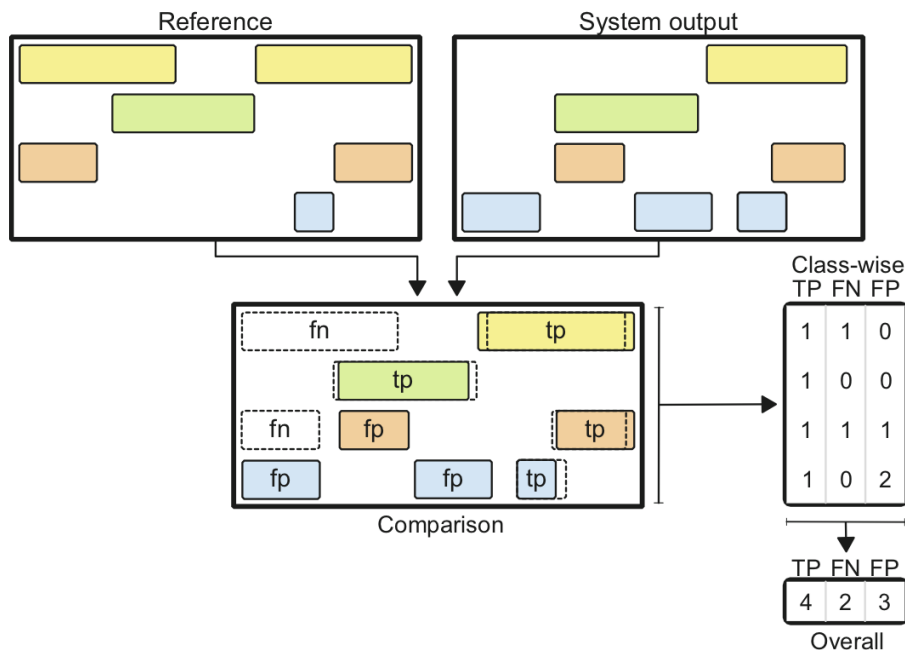 Reference
System output
Class-wise
TP FN FP
fn tp
1 1 0
tp
1 0 0
fn fp tp
1 1 1
fp fp tp
1 0 2
Comparison
TP FN FP
4 2 3
Overall